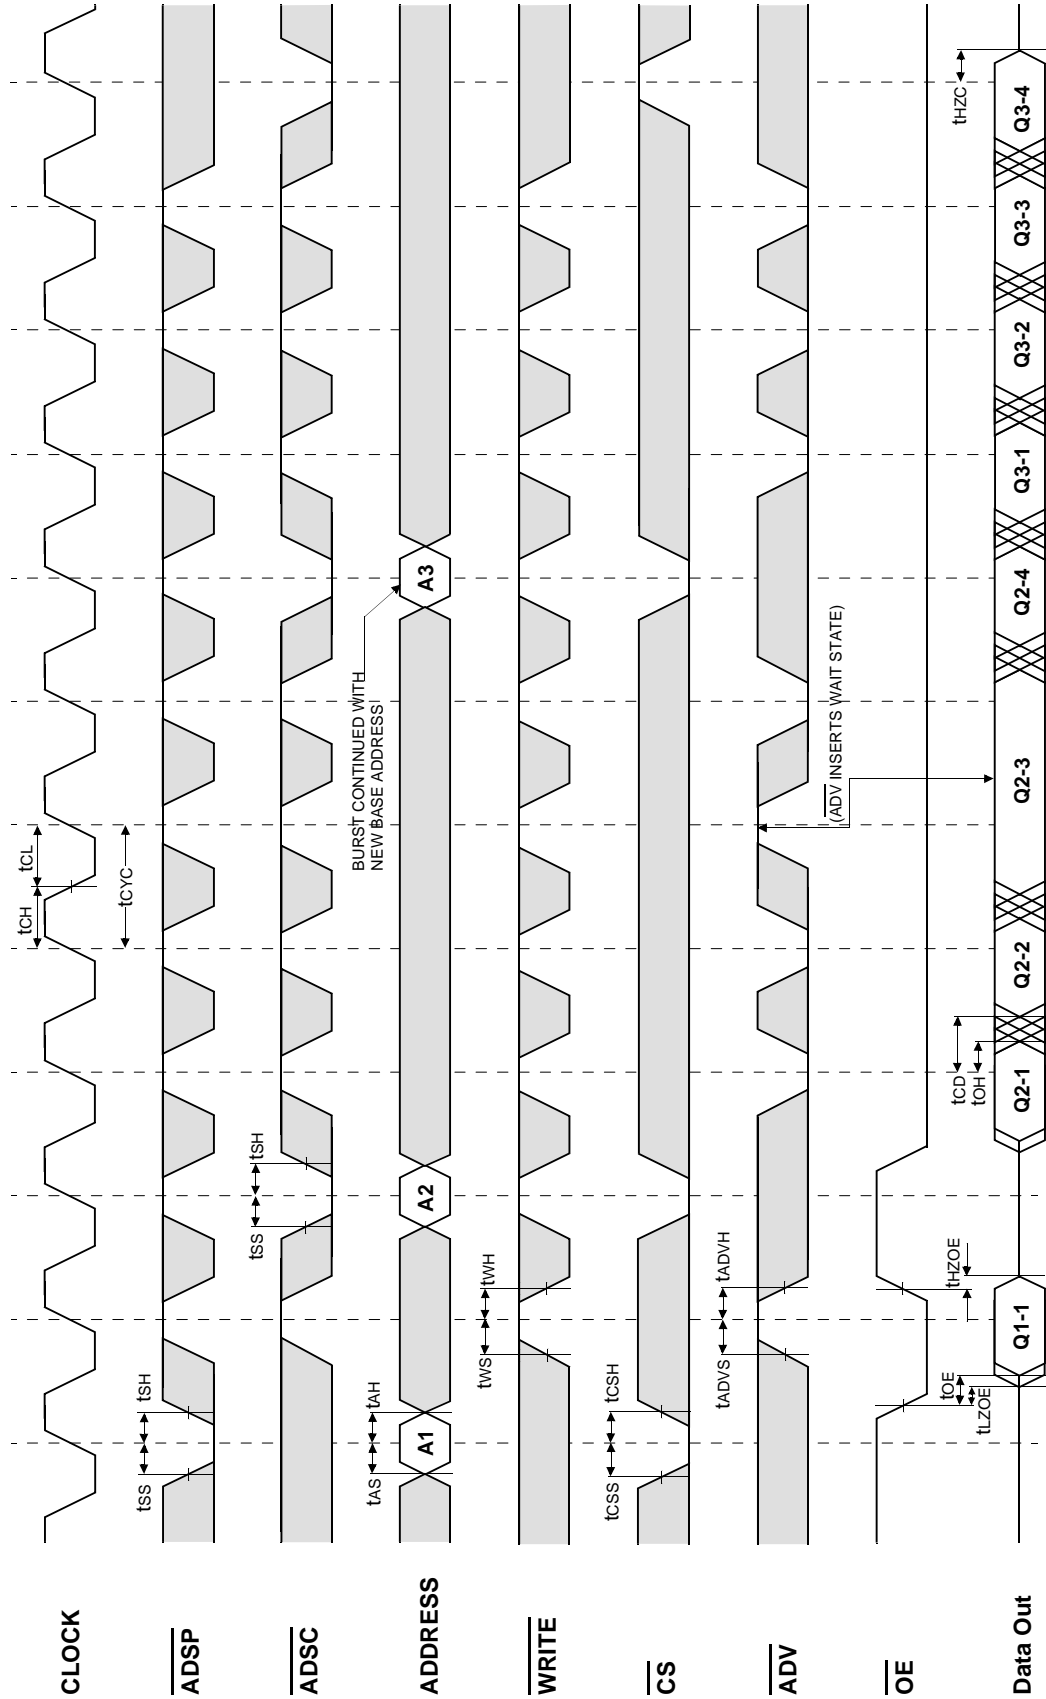 CLOCK
tCH
tCL
tCYC
ADSP
tSS
tSH
ADSC
tSS
tSH
ADDRESS
tAS
tAH
A1
A2
BURST CONTINUED WITH
NEW BASE ADDRESS
A3
WRITE
tWS
tWH
CS
tCSS
tCSH
ADV
tADVS
tADVH
(ADV INSERTS WAIT STATE)
OE
tOE
tLZOE
tHZOE
tCD
tOH
tHZC
Data Out
Q1-1
Q2-1
Q2-2
Q2-3
Q2-4
Q3-1
Q3-2
Q3-3
Q3-4